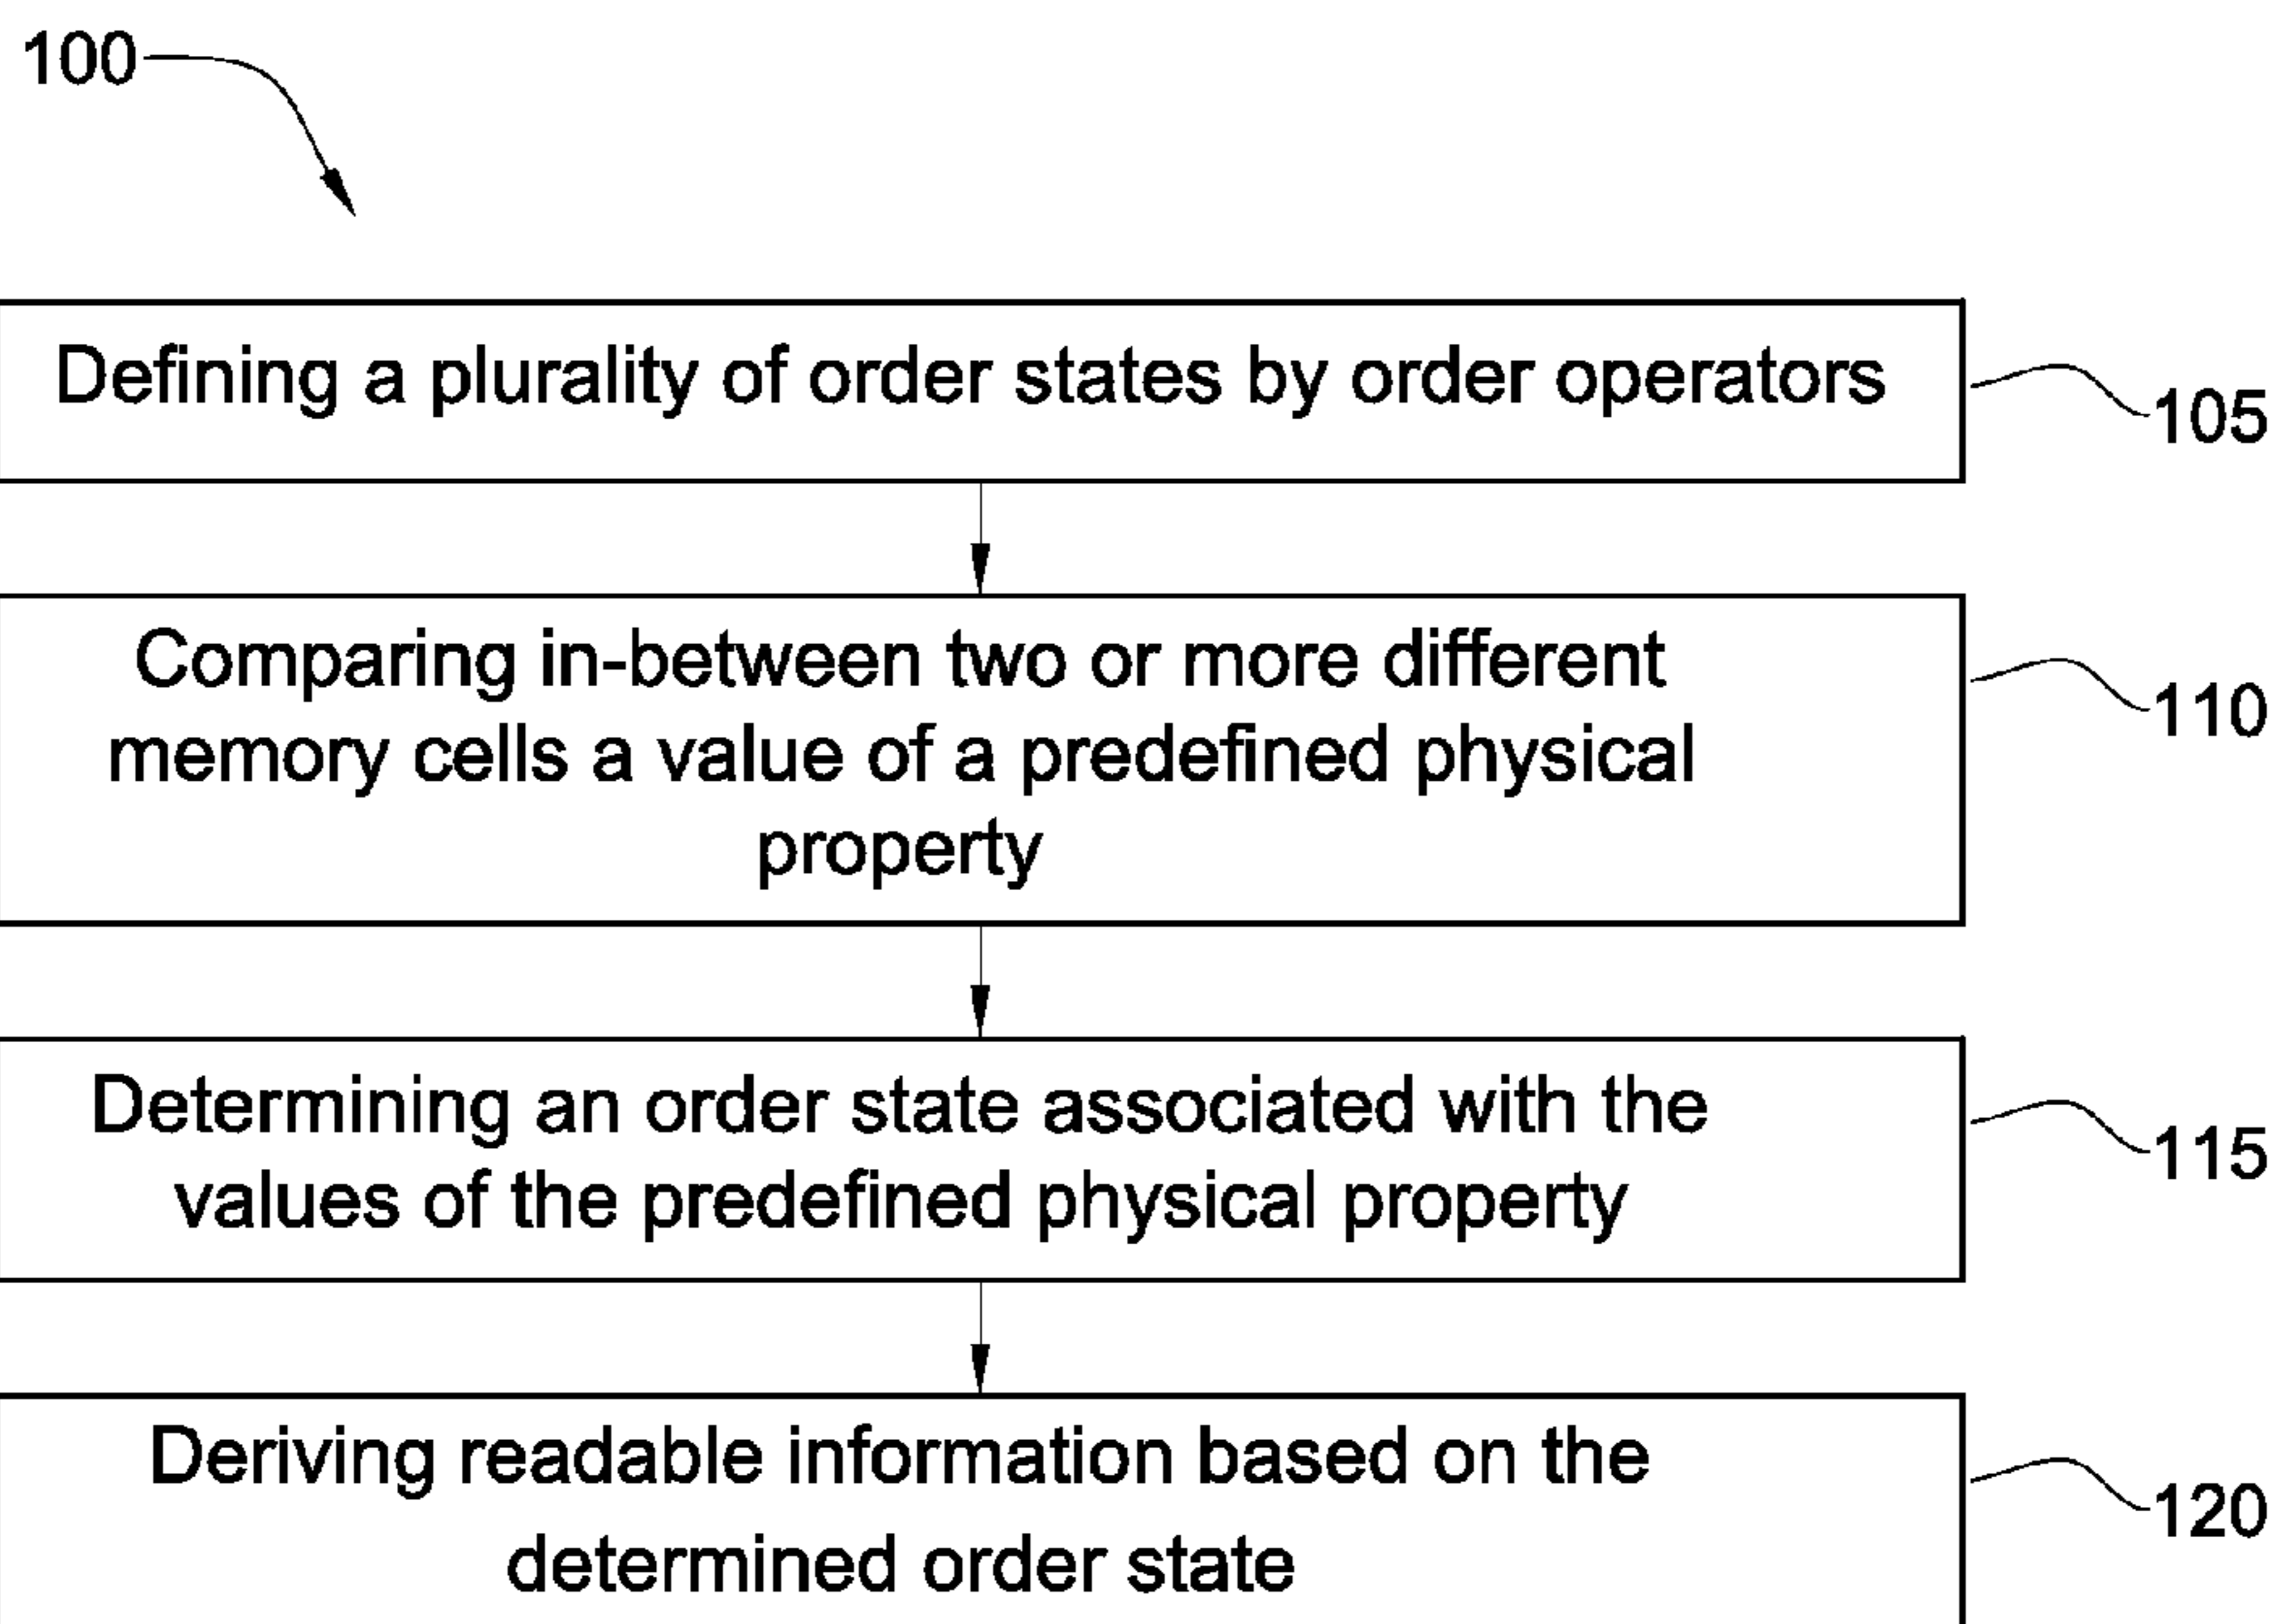 100
Defining a plurality of order states by order operators
105
Comparing in-between two or more different
memory cells a value of a predefined physical
property
110
Determining an order state associated with the
values of the predefined physical property
115
Deriving readable information based on the
determined order state
120